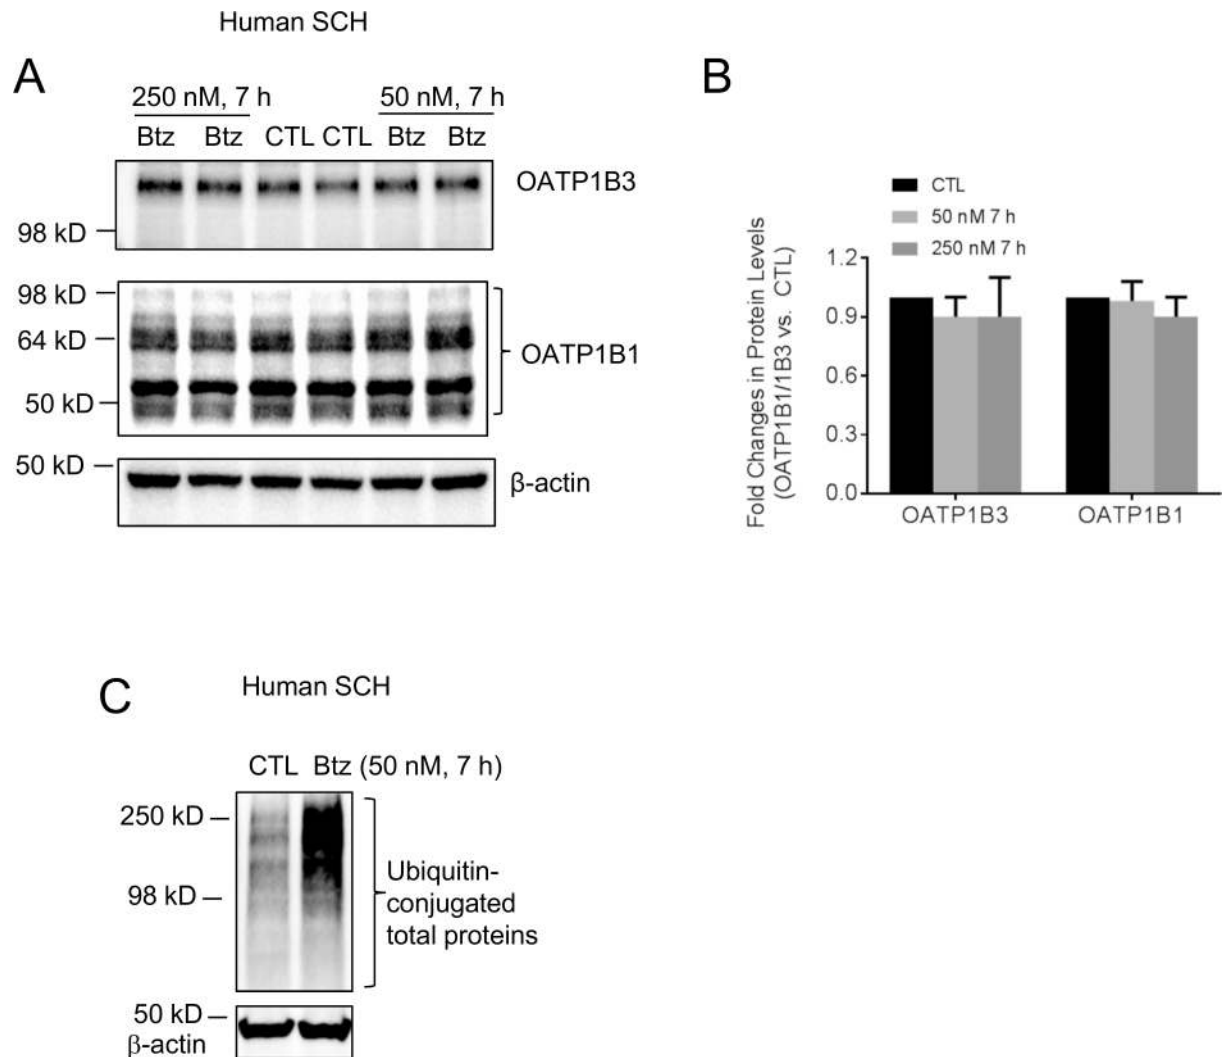 Human SCH
A
250 nM, 7 h
50 nM, 7 h
Btz Btz CTL CTL Btz Btz
OATP1B3
98 kD
98 kD
64 kD
OATP1B1
50 kD
50 kD
β-actin
B
CTL
50 nM 7 h
250 nM 7 h
Fold Changes in Protein Levels
(OATP1B1/1B3 vs. CTL)
1.2
0.9
0.6
0.3
0.0
OATP1B3
OATP1B1
C
Human SCH
CTL Btz (50 nM, 7 h)
250 kD
98 kD
Ubiquitin-
conjugated
total proteins
50 kD
β-actin